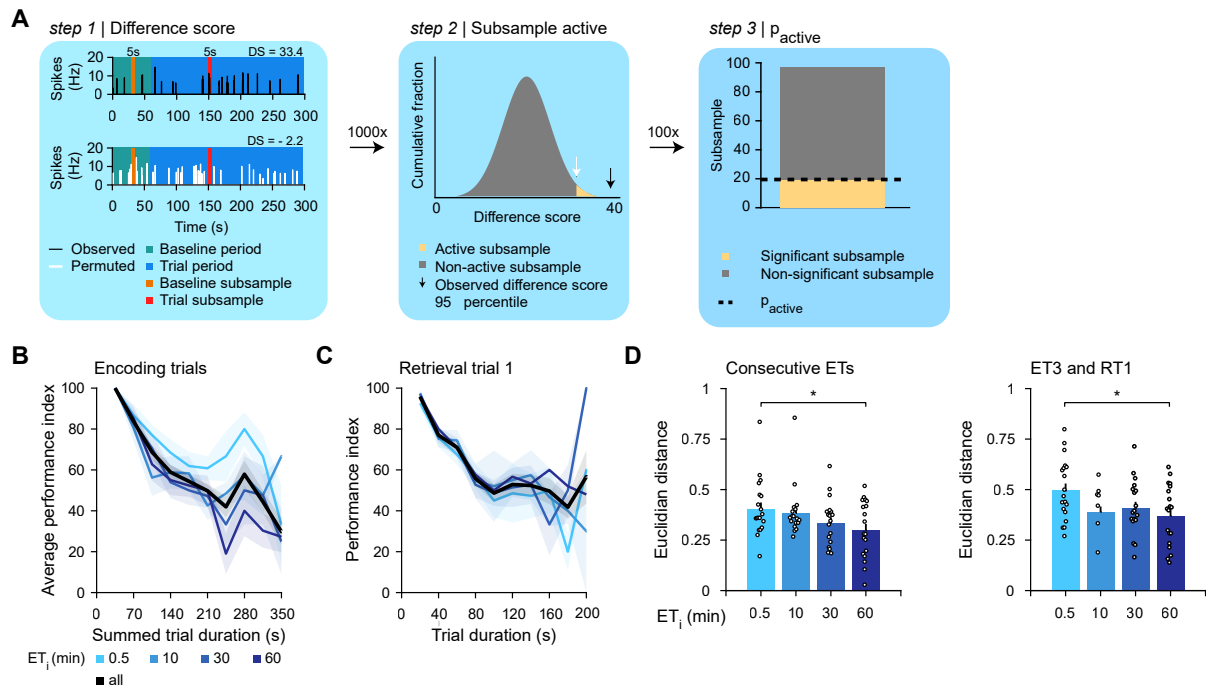 A
step 1 | Difference score
5s 5s DS = 33.4
Spikes (Hz)
20
10
0
0 50 100 150 200 250 300
DS = - 2.2
Spikes (Hz)
20
10
0
0 50 100 150 200 250 300
Time (s)
Observed
Permuted
Baseline period
Trial period
Baseline subsample
Trial subsample
1000x
step 2 | Subsample active
Cumulative fraction
0 40
Difference score
Active subsample
Non-active subsample
Observed difference score
95 percentile
100x
step 3 | pactive
Subsample
100
80
60
40
20
0
Significant subsample
Non-significant subsample
pactive
B
Encoding trials
Average performance index
100
80
60
40
20
0
0 70 140 210 280 350
Summed trial duration (s)
ETi (min) 0.5 10 30 60
all
C
Retrieval trial 1
Performance index
100
80
60
40
20
0
0 40 80 120 160 200
Trial duration (s)
D
Consecutive ETs
Euclidian distance
1
0.75
0.5
0.25
0
*
ETi (min) 0.5 10 30 60
ET3 and RT1
Euclidian distance
1
0.75
0.5
0.25
0
*
0.5 10 30 60